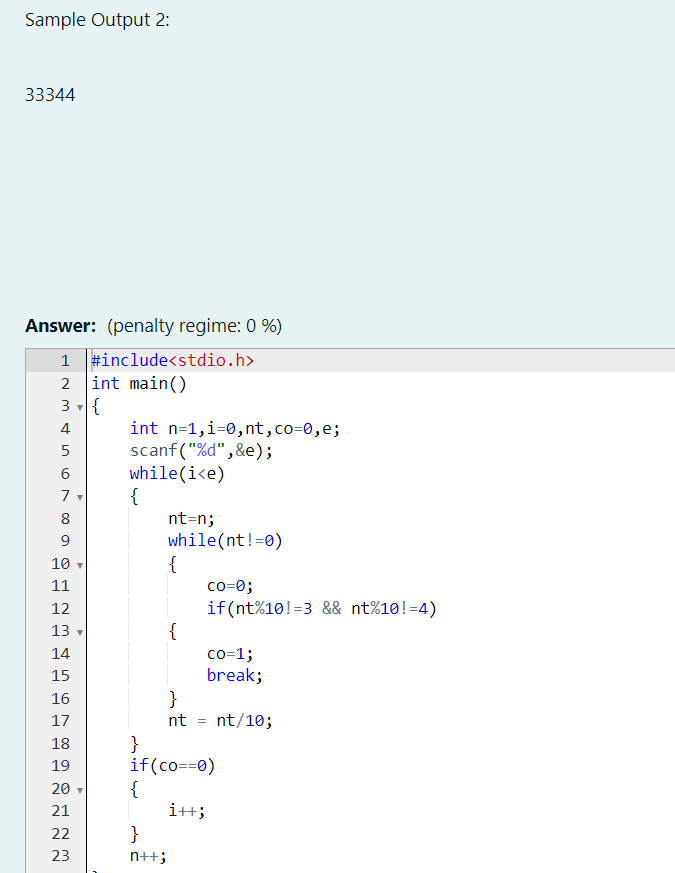 Sample Output 2:
33344
Answer: (penalty regime: 0 %)
1 #include<stdio.h>
2 int main()
3 {
4 int n=1,i=0,nt,co=0,e;
5 scanf("%d",&e);
6 while(i<e)
7 {
8 nt=n;
9 while(nt!=0)
10 {
11 co=0;
12 if(nt%10!=3 && nt%10!=4)
13 {
14 co=1;
15 break;
16 }
17 nt = nt/10;
18 }
19 if(co==0)
20 {
21 i++;
22 }
23 n++;